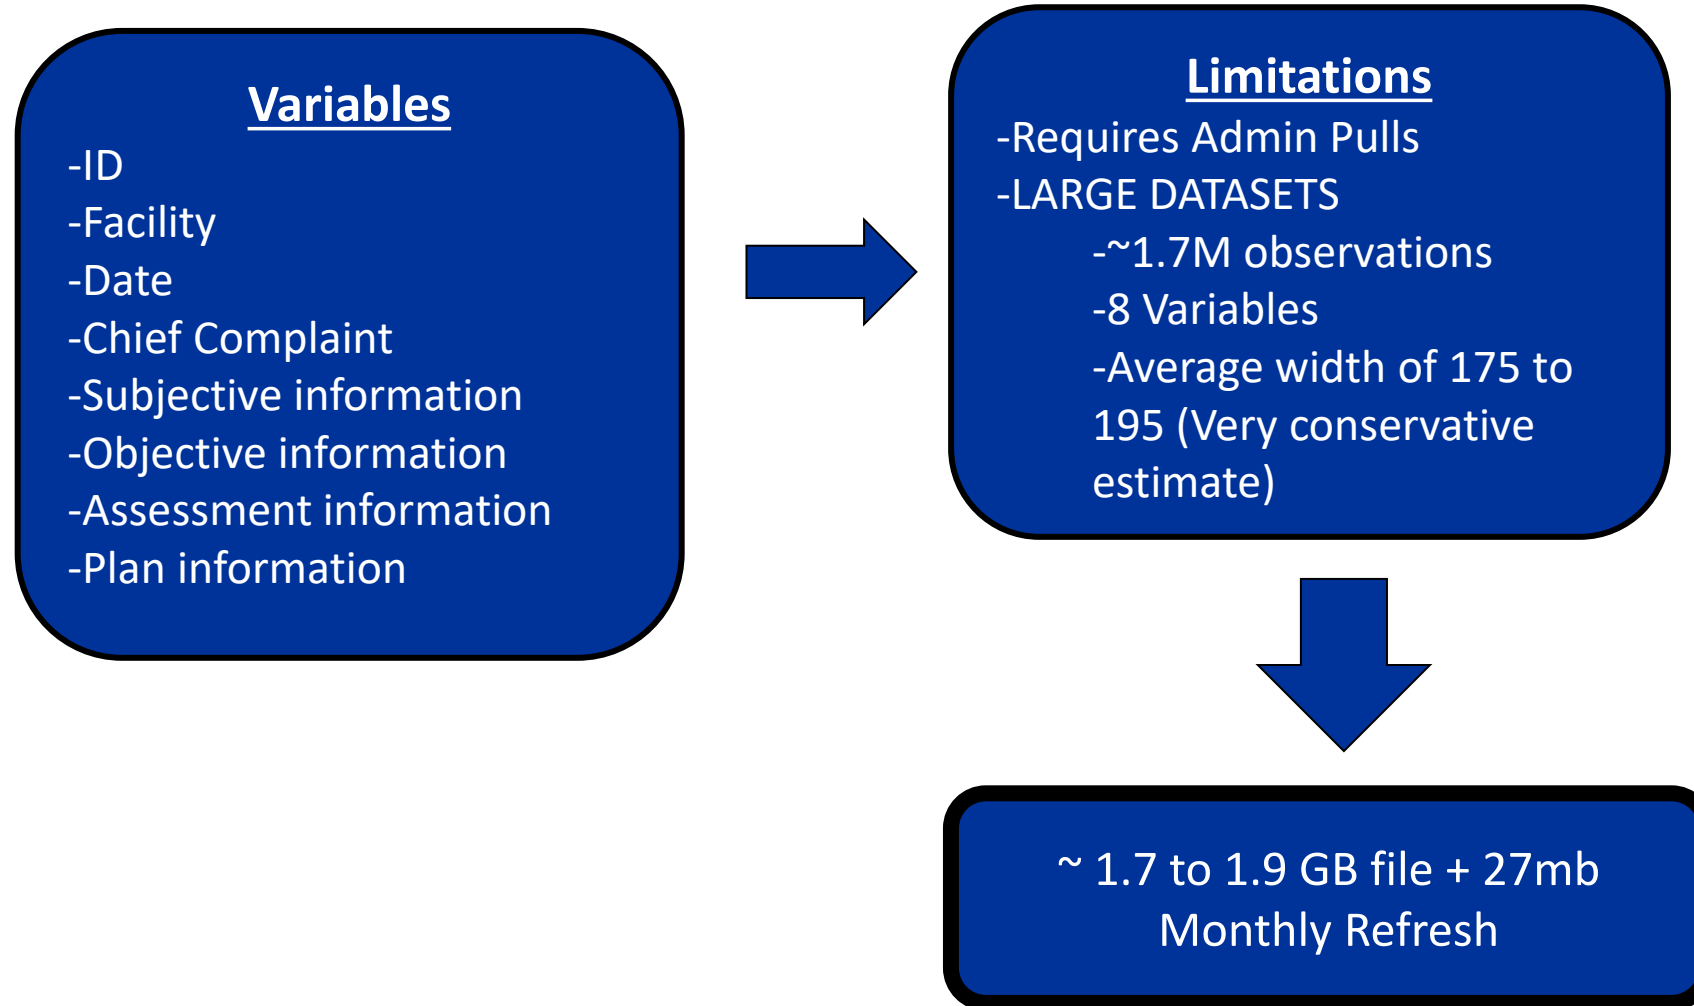 Variables
-ID
-Facility
-Date
-Chief Complaint
-Subjective information
-Objective information
-Assessment information
-Plan information
Limitations
-Requires Admin Pulls
-LARGE DATASETS
-~1.7M observations
-8 Variables
-Average width of 175 to
195 (Very conservative
estimate)
~ 1.7 to 1.9 GB file + 27mb
Monthly Refresh